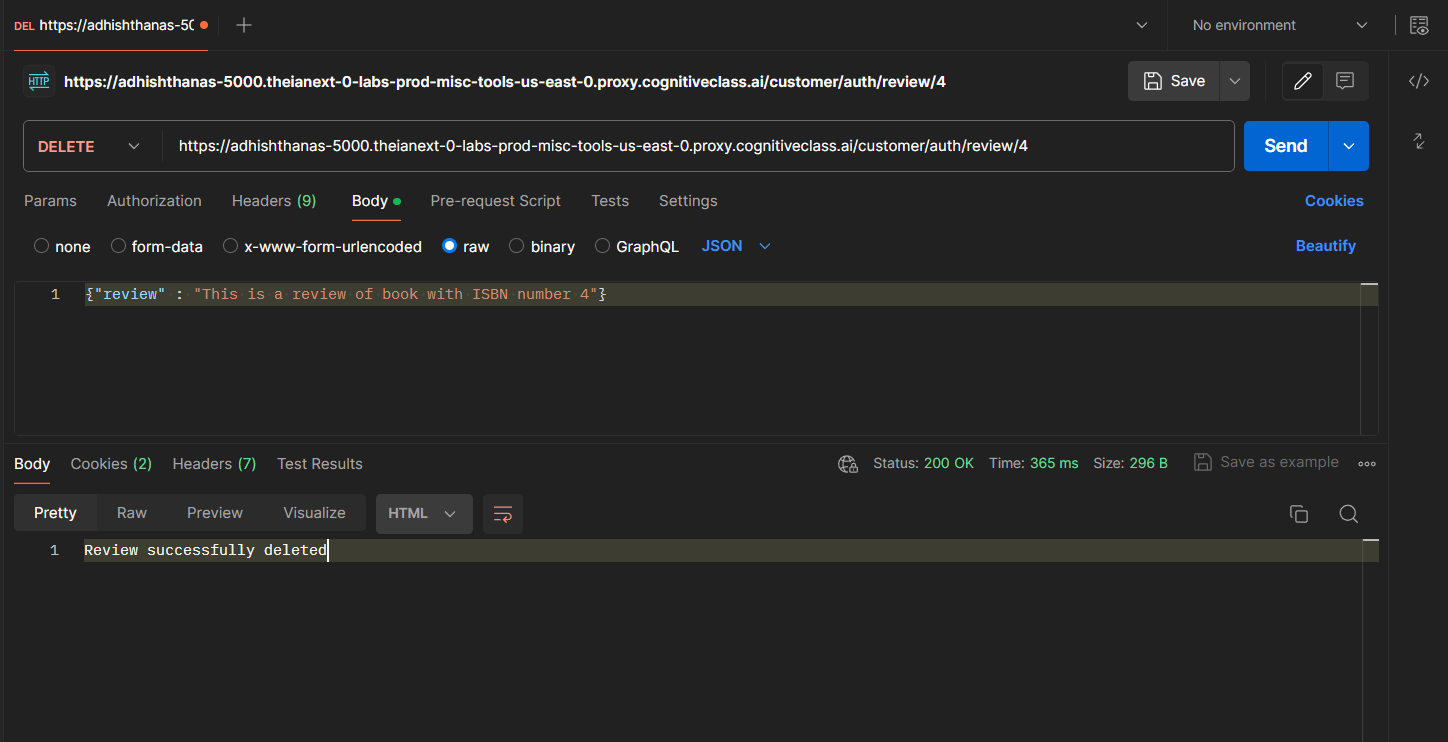 DEL https://adhishthanas-50
No environment
HTTP https://adhishthanas-5000.theianext-0-labs-prod-misc-tools-us-east-0.proxy.cognitiveclass.ai/customer/auth/review/4
Save
DELETE https://adhishthanas-5000.theianext-0-labs-prod-misc-tools-us-east-0.proxy.cognitiveclass.ai/customer/auth/review/4 Send
Params Authorization Headers (9) Body Pre-request Script Tests Settings Cookies
none form-data x-www-form-urlencoded raw binary GraphQL JSON Beautify
1 {"review" : "This is a review of book with ISBN number 4"}
Body Cookies (2) Headers (7) Test Results Status: 200 OK Time: 365 ms Size: 296 B Save as example
Pretty Raw Preview Visualize HTML
1 Review successfully deleted